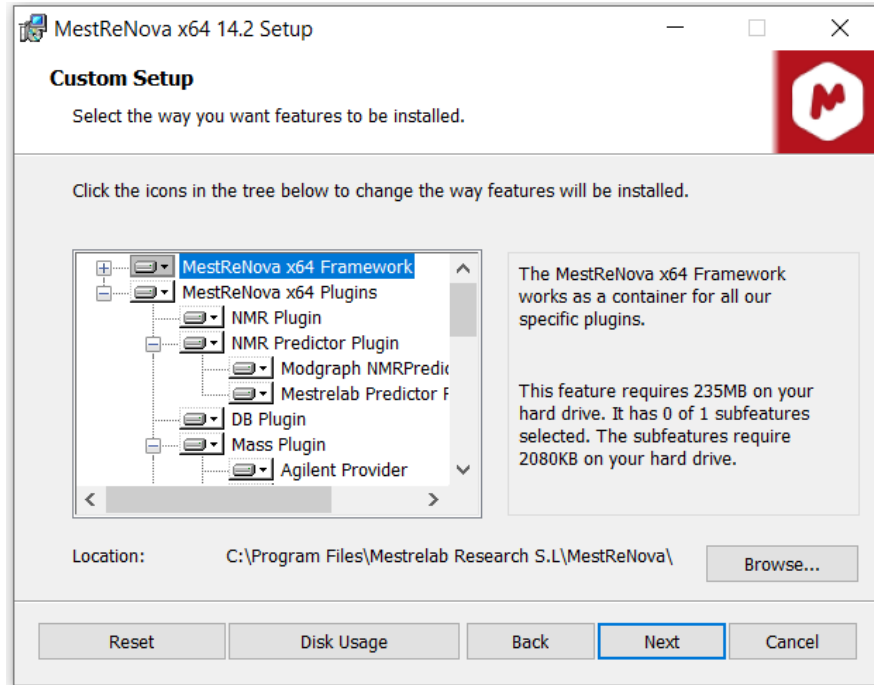 MestReNova x64 14.2 Setup
Custom Setup
Select the way you want features to be installed.
Click the icons in the tree below to change the way features will be installed.
MestReNova x64 Framework
MestReNova x64 Plugins
NMR Plugin
NMR Predictor Plugin
Modgraph NMRPredic
Mestrelab Predictor
DB Plugin
Mass Plugin
Agilent Provider
The MestReNova x64 Framework
works as a container for all our
specific plugins.
This feature requires 235MB on your
hard drive. It has 0 of 1 subfeatures
selected. The subfeatures require
2080KB on your hard drive.
Location: C:\Program Files\Mestrelab Research S.L\MestReNova\
Browse...
Reset Disk Usage Back Next Cancel